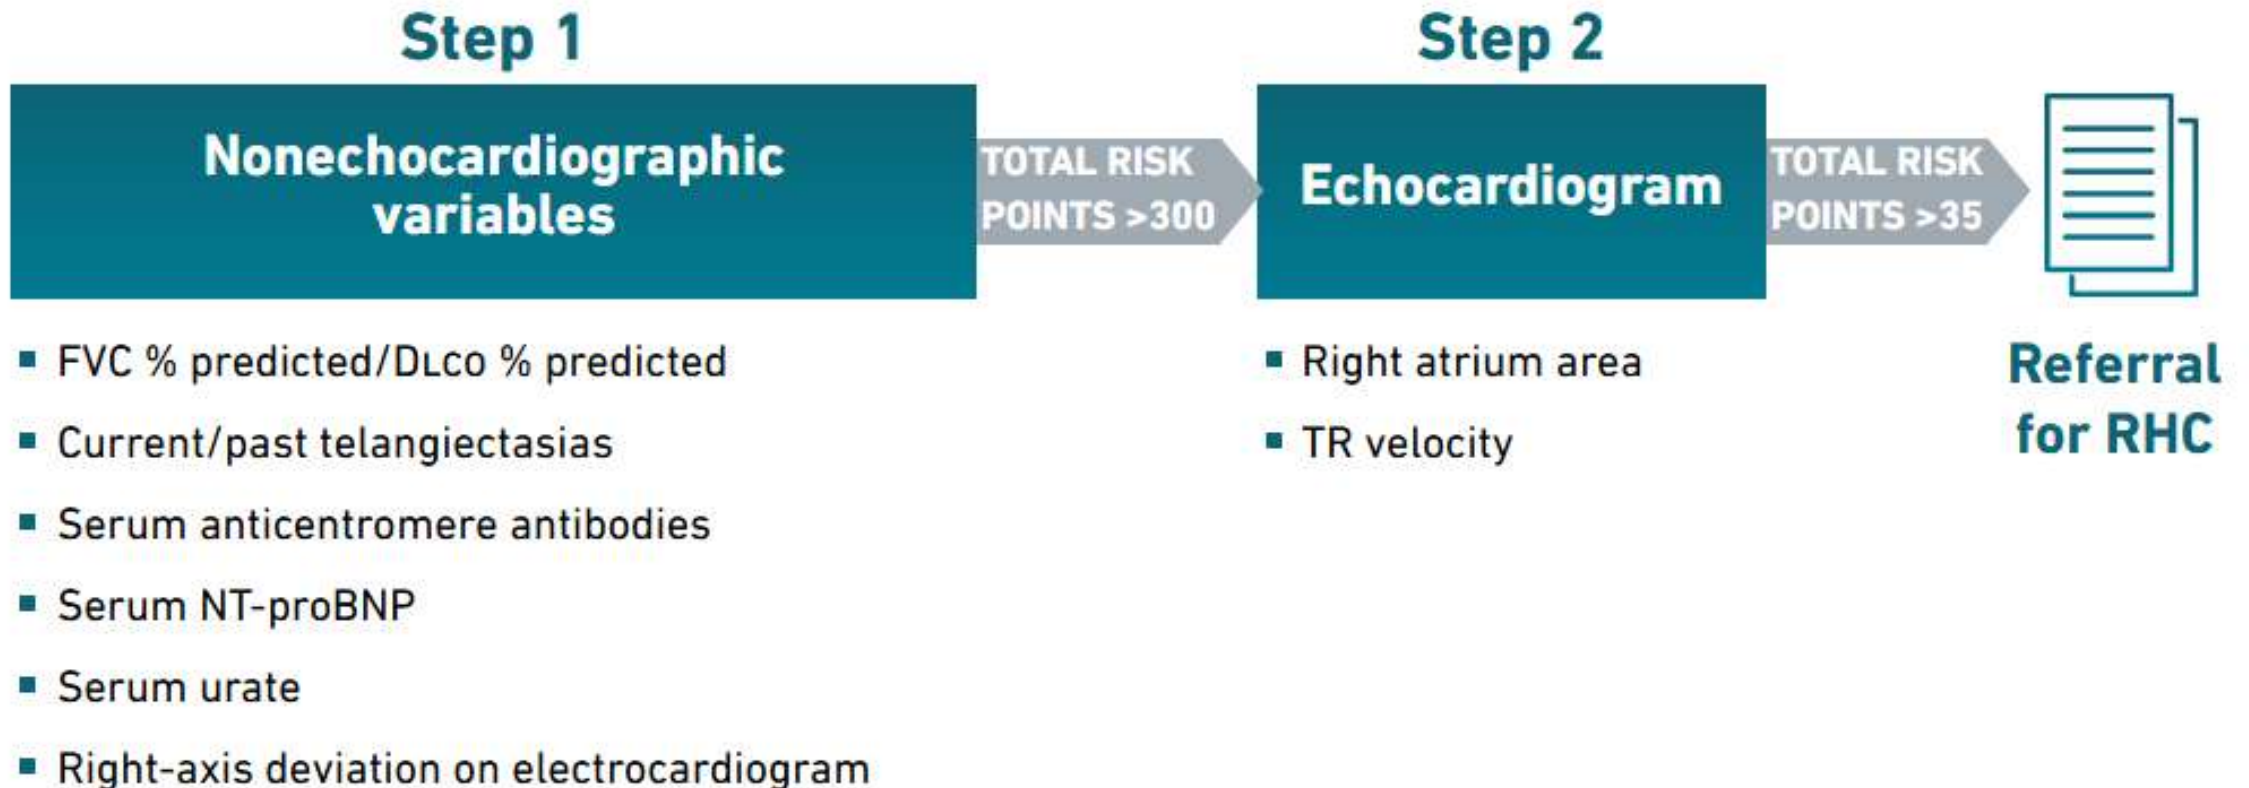 Step 1
Nonechocardiographic
variables
TOTAL RISK
POINTS >300
FVC % predicted/DLCO % predicted
Current/past telangiectasias
Serum anticentromere antibodies
Serum NT-proBNP
Serum urate
Right-axis deviation on electrocardiogram
Step 2
Echocardiogram
TOTAL RISK
POINTS >35
Right atrium area
TR velocity
Referral
for RHC